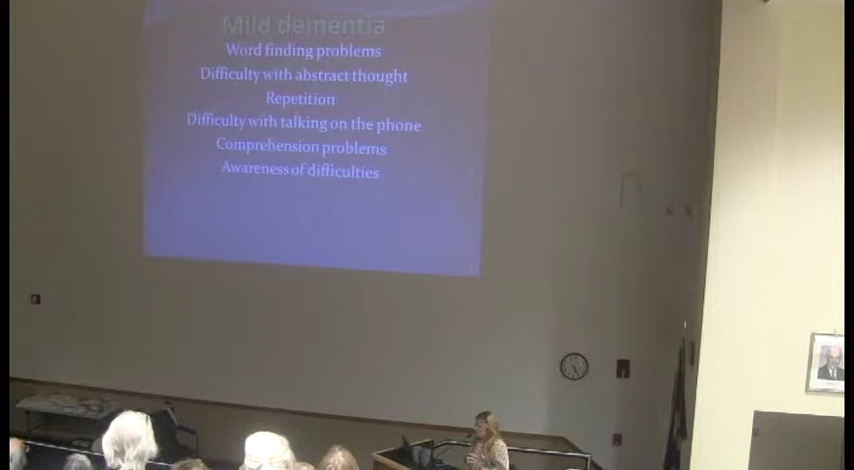 Mild dementia
Word finding problems
Difficulty with abstract thought
Repetition
Difficulty with talking on the phone
Comprehension problems
Awareness of difficulties